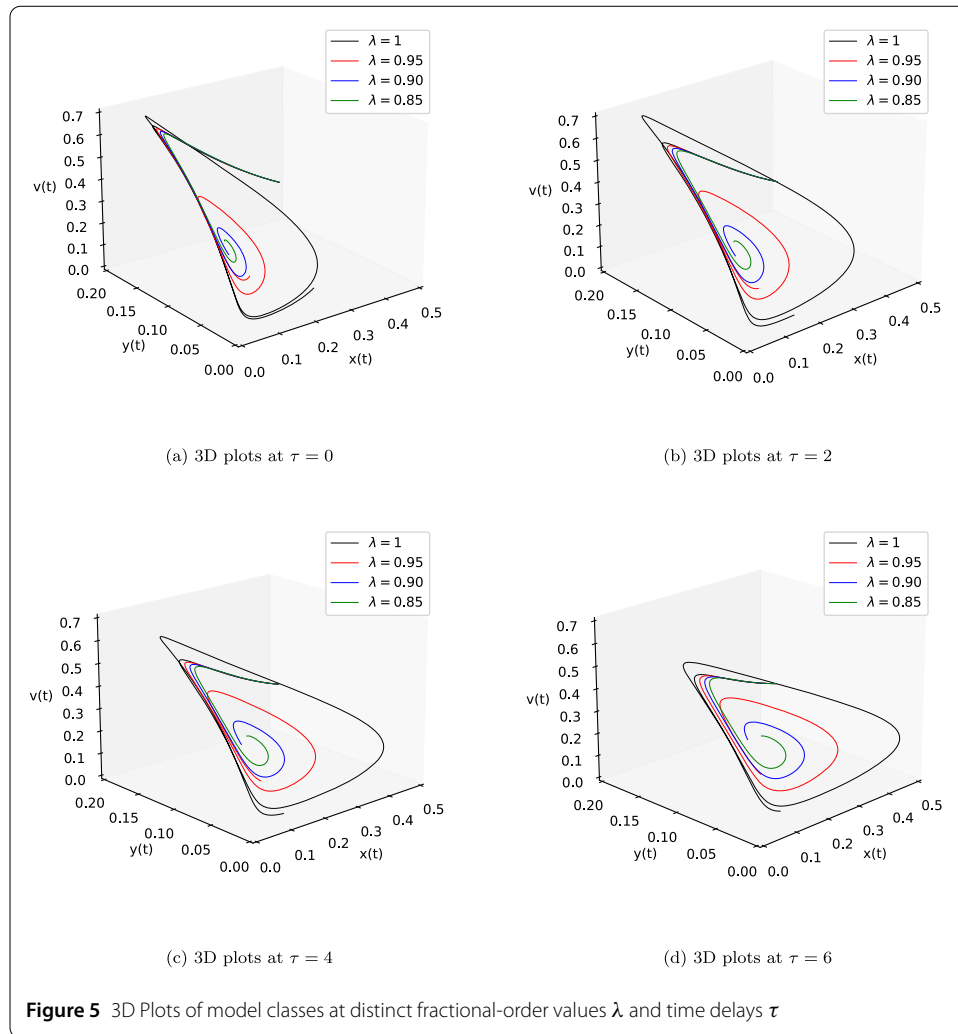 λ = 1
λ = 0.95
λ = 0.90
λ = 0.85
0.7
0.6
0.5
0.4
0.3
0.2
0.1
0.0
v(t)
0.20
0.15
0.10
0.05
0.00
y(t)
0.0
0.1
0.2
0.3
0.4
0.5
x(t)
(a) 3D plots at τ = 0
λ = 1
λ = 0.95
λ = 0.90
λ = 0.85
0.7
0.6
0.5
0.4
0.3
0.2
0.1
0.0
v(t)
0.20
0.15
0.10
0.05
0.00
y(t)
0.0
0.1
0.2
0.3
0.4
0.5
x(t)
(b) 3D plots at τ = 2
λ = 1
λ = 0.95
λ = 0.90
λ = 0.85
0.7
0.6
0.5
0.4
0.3
0.2
0.1
0.0
v(t)
0.20
0.15
0.10
0.05
0.00
y(t)
0.0
0.1
0.2
0.3
0.4
0.5
x(t)
(c) 3D plots at τ = 4
λ = 1
λ = 0.95
λ = 0.90
λ = 0.85
0.7
0.6
0.5
0.4
0.3
0.2
0.1
0.0
v(t)
0.20
0.15
0.10
0.05
0.00
y(t)
0.0
0.1
0.2
0.3
0.4
0.5
x(t)
(d) 3D plots at τ = 6
Figure 5 3D Plots of model classes at distinct fractional-order values λ and time delays τ